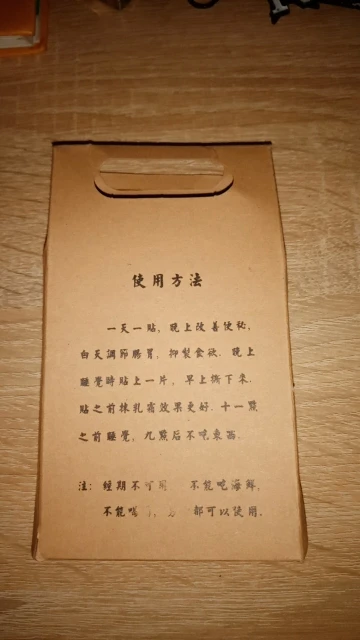 使用方法
一天一貼，晚上改善便秘，
白天調節腸胃，抑製食欲．晚上
睡覺時貼上一片，早上撕下来．
貼之前抹乳霜效果更好．十一點
之前睡覺，九點后不吃東西．
注：經期不可用 不能吃海鮮，
不能喝 都可以使用．